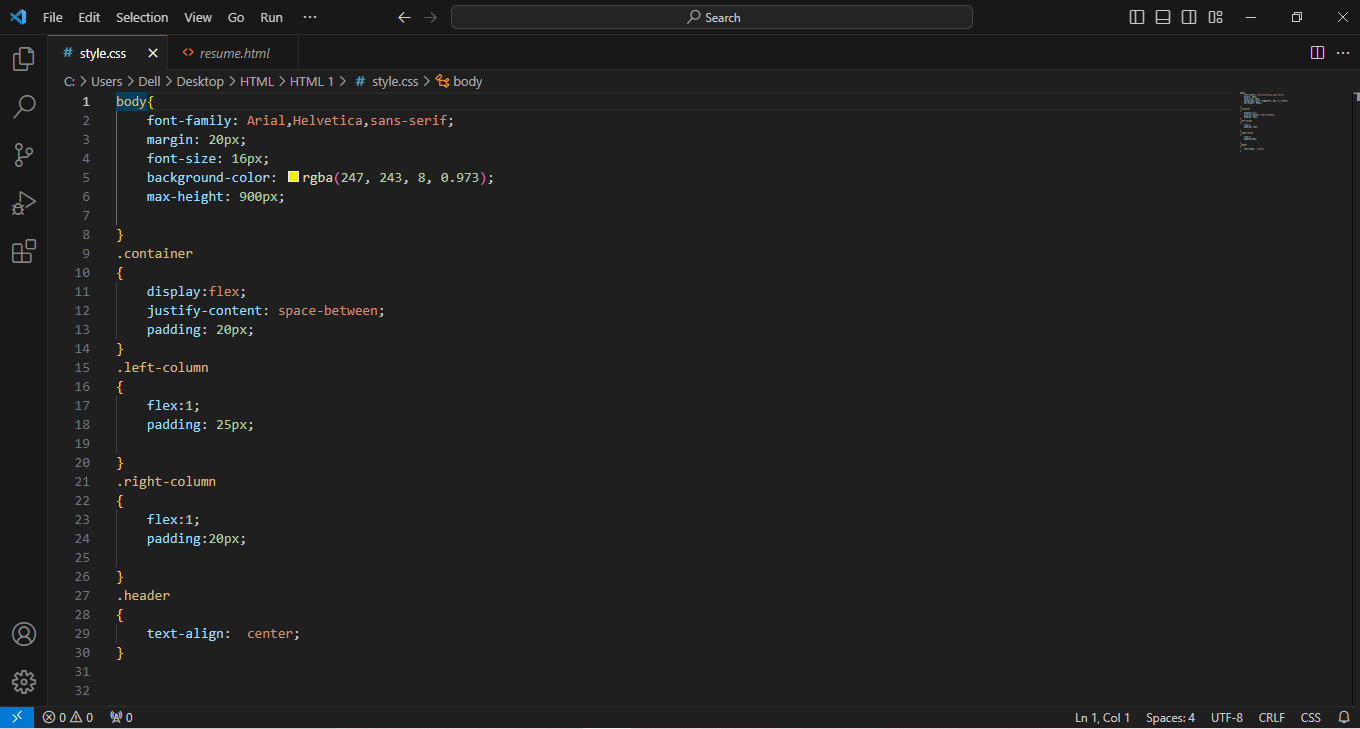 File Edit Selection View Go Run ··· Search
# style.css <> resume.html
C: > Users > Dell > Desktop > HTML > HTML 1 > # style.css > body
1 body{
2     font-family: Arial,Helvetica,sans-serif;
3     margin: 20px;
4     font-size: 16px;
5     background-color: rgba(247, 243, 8, 0.973);
6     max-height: 900px;
7
8 }
9 .container
10 {
11     display:flex;
12     justify-content: space-between;
13     padding: 20px;
14 }
15 .left-column
16 {
17     flex:1;
18     padding: 25px;
19
20 }
21 .right-column
22 {
23     flex:1;
24     padding:20px;
25
26 }
27 .header
28 {
29     text-align:  center;
30 }
31
32
0 0 0 Ln 1, Col 1 Spaces: 4 UTF-8 CRLF CSS